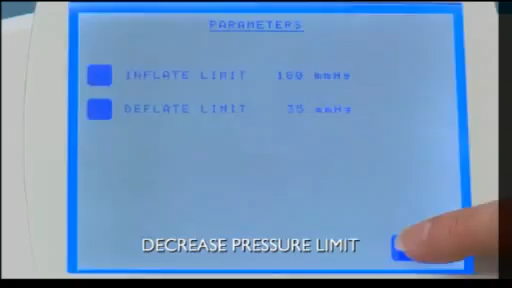 PARAMETERS
INFLATE LIMIT 160 mmHg
DEFLATE LIMIT 35 mmHg
DECREASE PRESSURE LIMIT